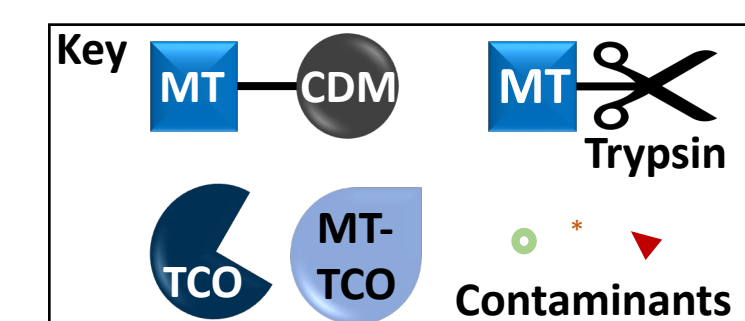 Key
MT CDM
MT
Trypsin
TCO
MT-
TCO
*
Contaminants